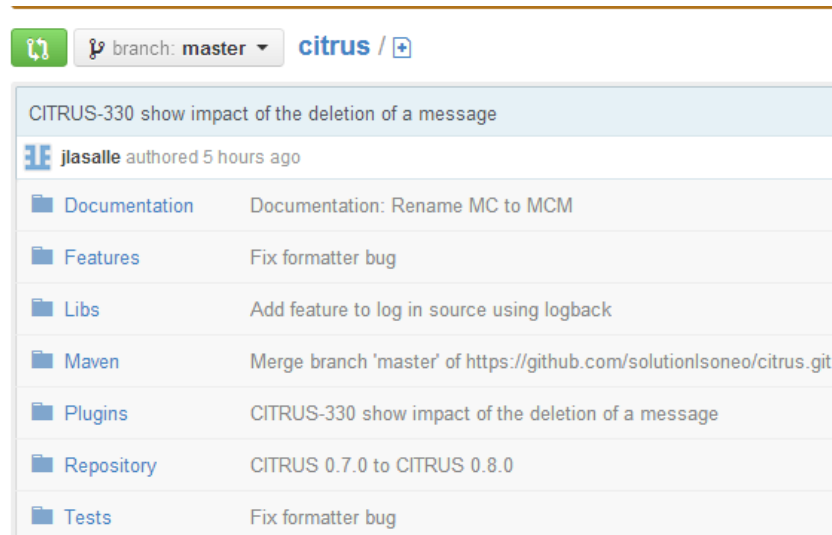 branch: master citrus /
CITRUS-330 show impact of the deletion of a message
jlasalle authored 5 hours ago
Documentation Documentation: Rename MC to MCM
Features Fix formatter bug
Libs Add feature to log in source using logback
Maven Merge branch 'master' of https://github.com/solutionIsoneo/citrus.git
Plugins CITRUS-330 show impact of the deletion of a message
Repository CITRUS 0.7.0 to CITRUS 0.8.0
Tests Fix formatter bug